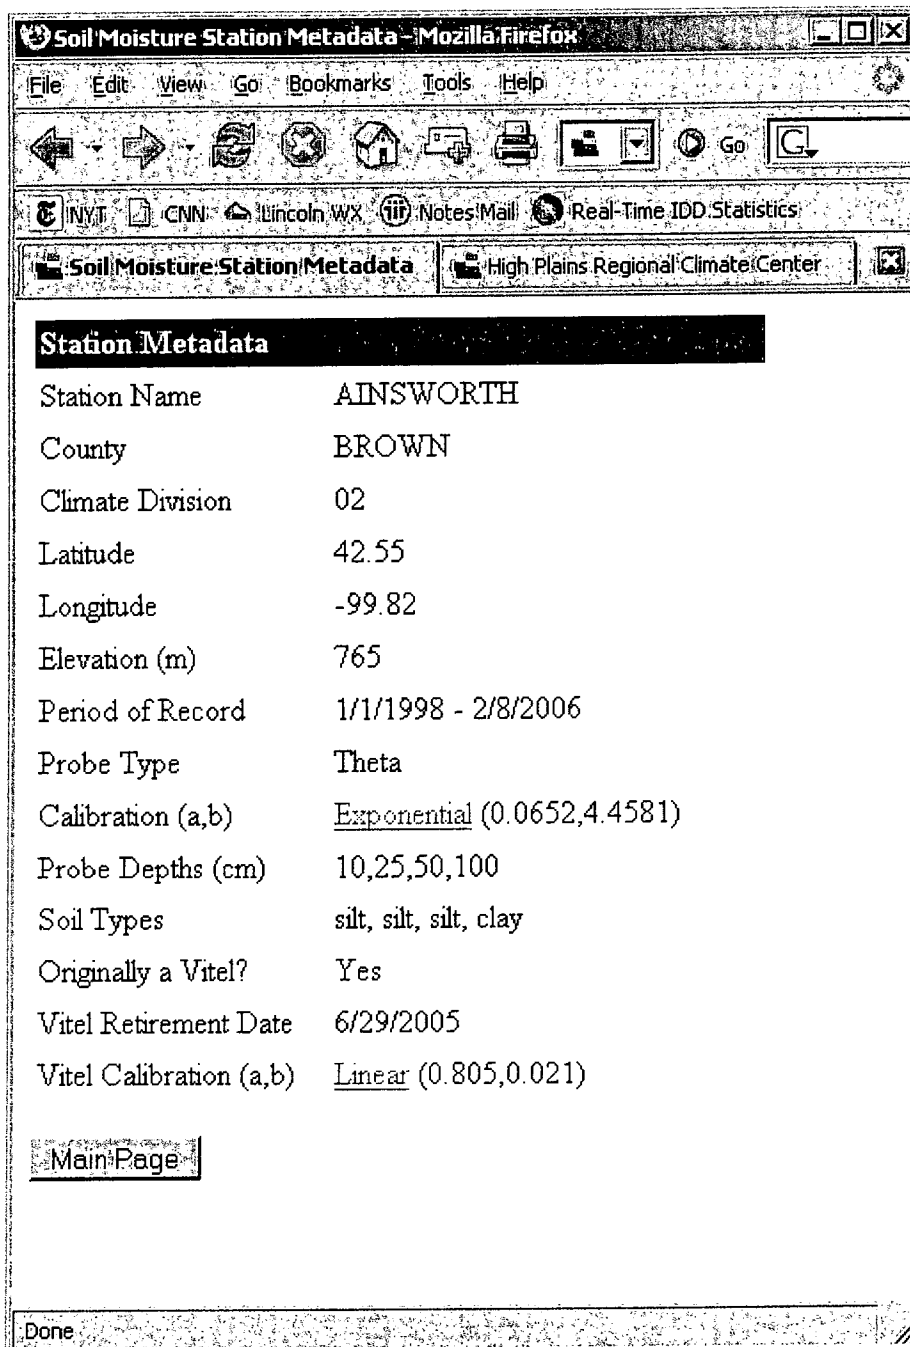 Soil Moisture Station Metadata - Mozilla Firefox
File Edit View Go Bookmarks Tools Help
Go G
NYT CNN Lincoln WX Notes Mail Real-Time IDD Statistics
Soil Moisture Station Metadata High Plains Regional Climate Center
Station Metadata
Station Name AINSWORTH
County BROWN
Climate Division 02
Latitude 42.55
Longitude -99.82
Elevation (m) 765
Period of Record 1/1/1998 - 2/8/2006
Probe Type Theta
Calibration (a,b) Exponential (0.0652,4.4581)
Probe Depths (cm) 10,25,50,100
Soil Types silt, silt, silt, clay
Originally a Vitel? Yes
Vitel Retirement Date 6/29/2005
Vitel Calibration (a,b) Linear (0.805,0.021)
Main Page
Done